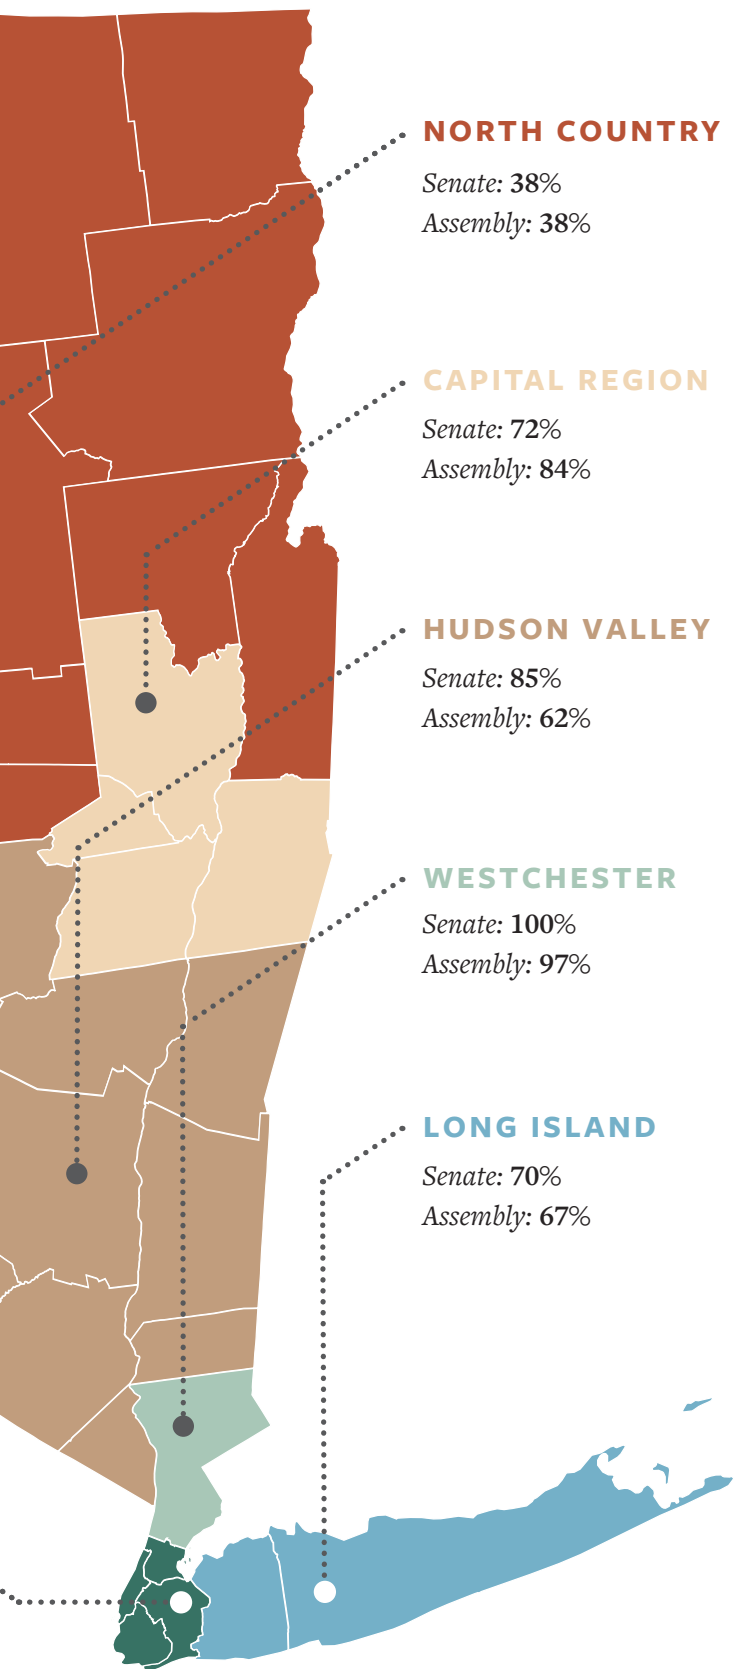 NORTH COUNTRY
Senate: 38%
Assembly: 38%
CAPITAL REGION
Senate: 72%
Assembly: 84%
HUDSON VALLEY
Senate: 85%
Assembly: 62%
WESTCHESTER
Senate: 100%
Assembly: 97%
LONG ISLAND
Senate: 70%
Assembly: 67%